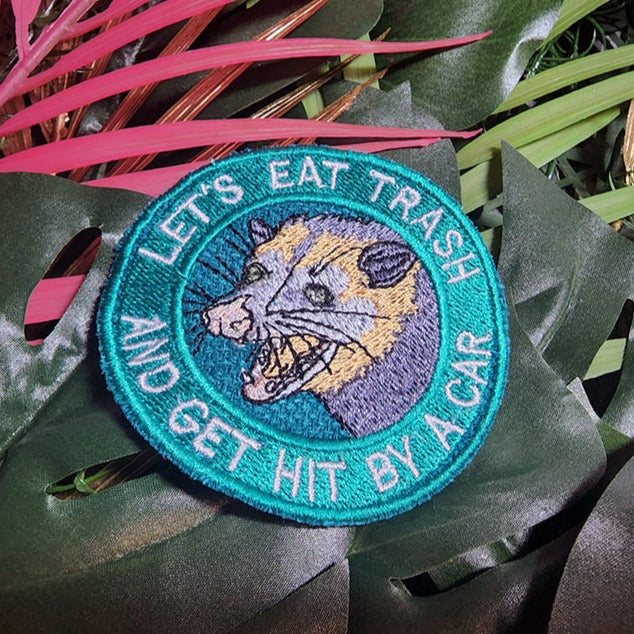 LET'S EAT TRASH
AND GET HIT BY A CAR